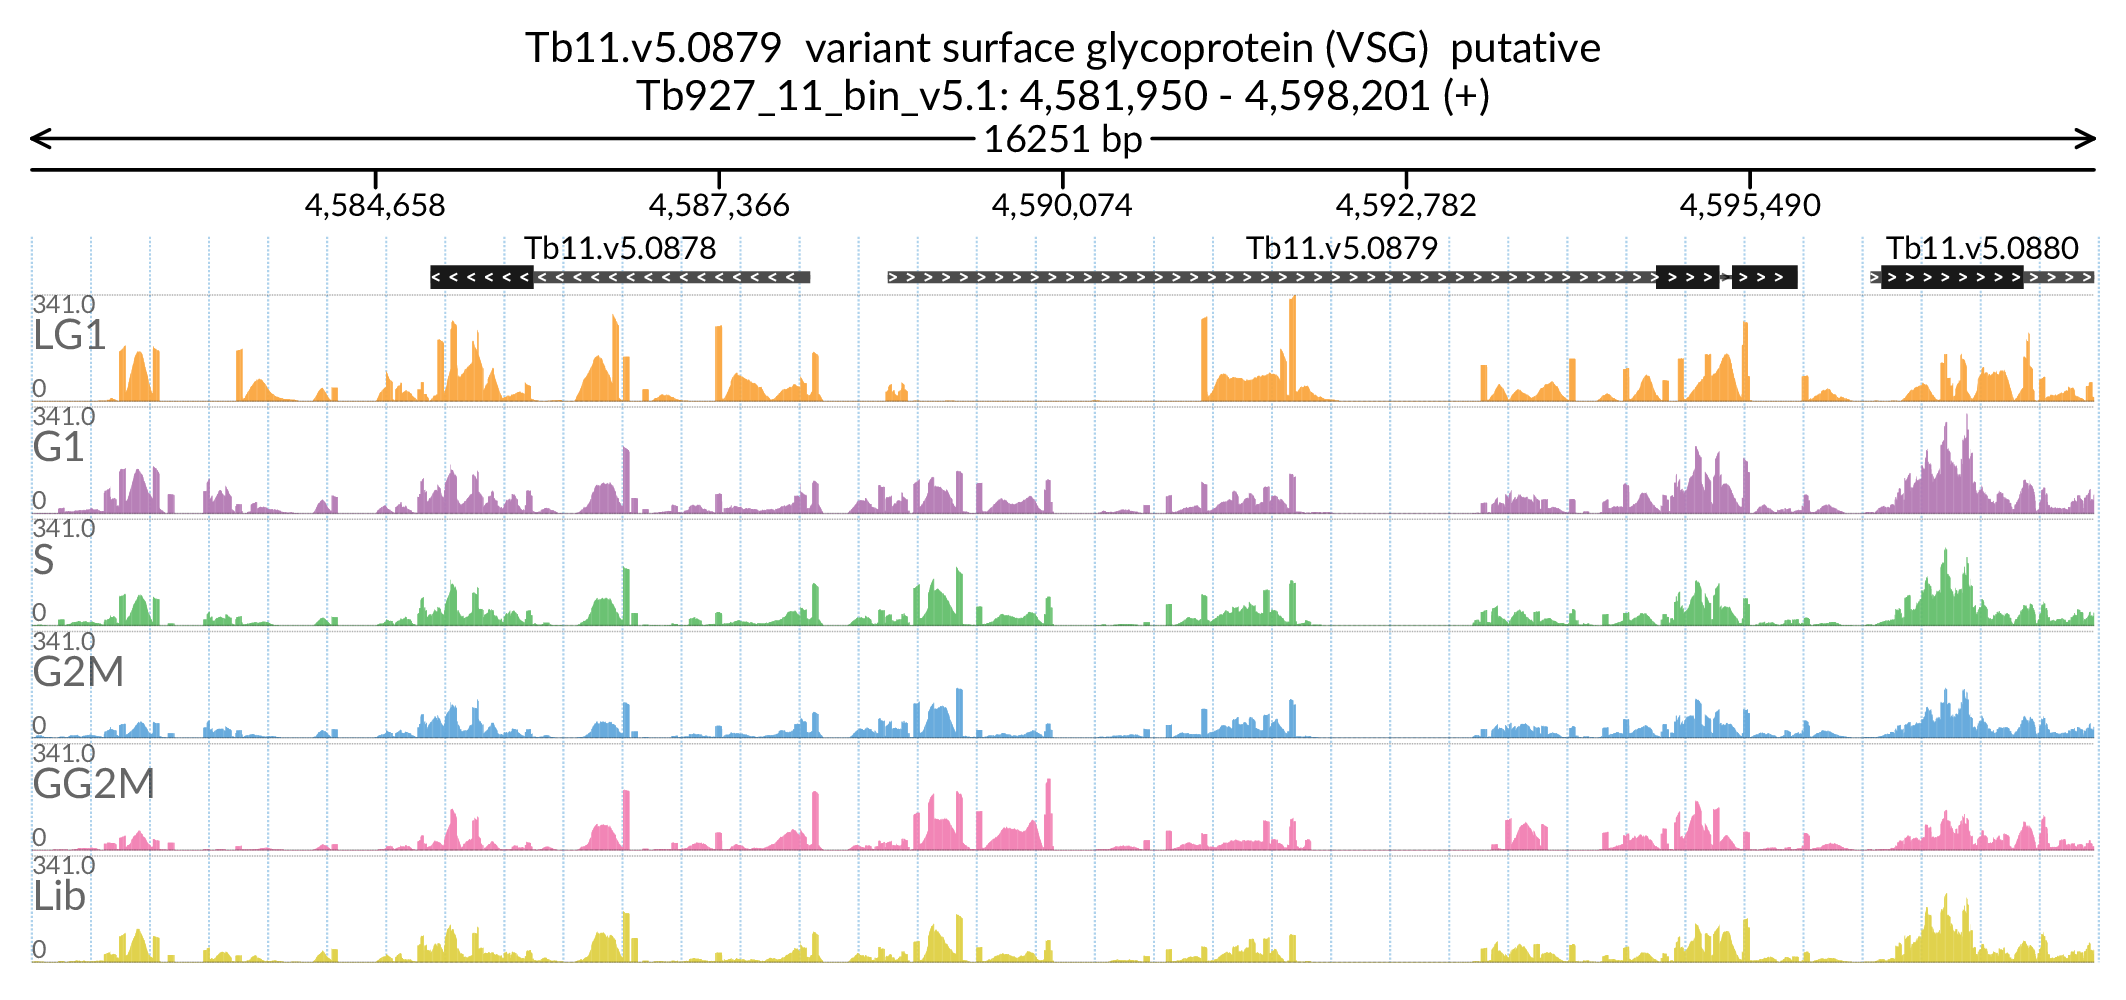 Tb11.v5.0879  variant surface glycoprotein (VSG)  putative
Tb927_11_bin_v5.1: 4,581,950 - 4,598,201 (+)
16251 bp
4,584,658 4,587,366 4,590,074 4,592,782 4,595,490
Tb11.v5.0878 Tb11.v5.0879 Tb11.v5.0880
341.0
LG1
0
341.0
G1
0
341.0
S
0
341.0
G2M
0
341.0
GG2M
0
341.0
Lib
0